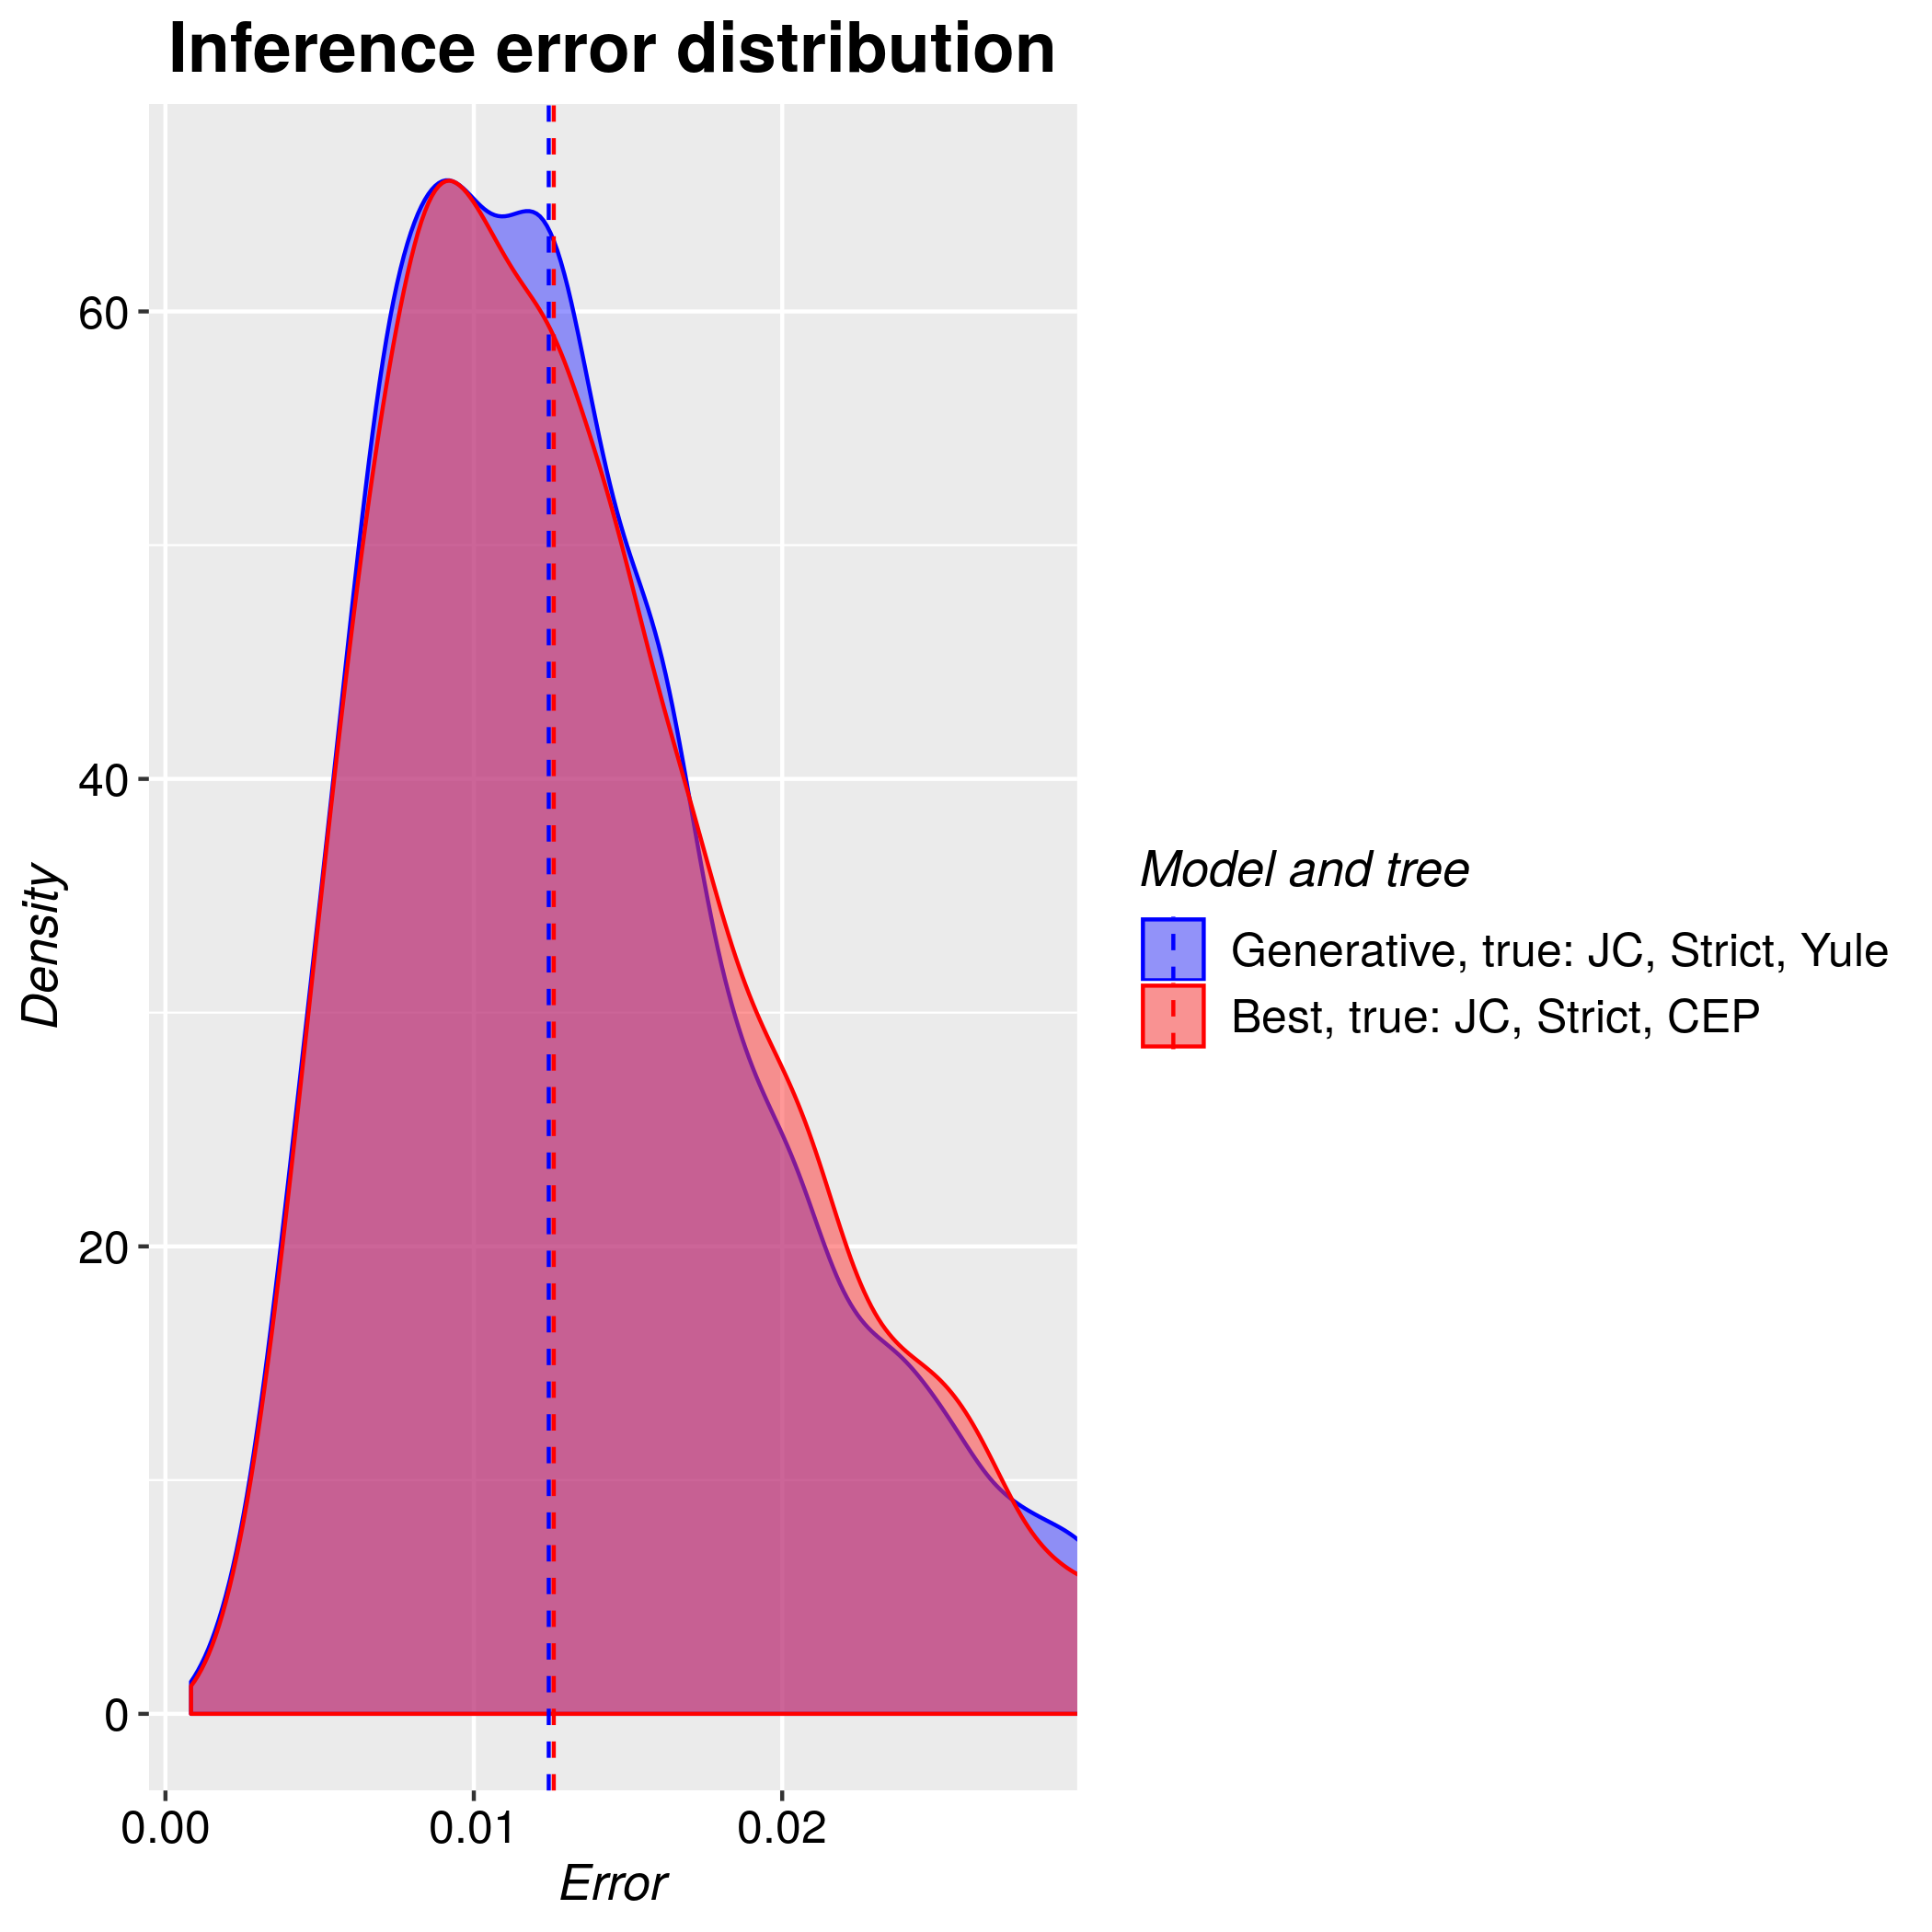 Inference error distribution
60
40
20
0
Density
0.00
0.01
0.02
Error
Model and tree
Generative, true: JC, Strict, Yule
Best, true: JC, Strict, CEP